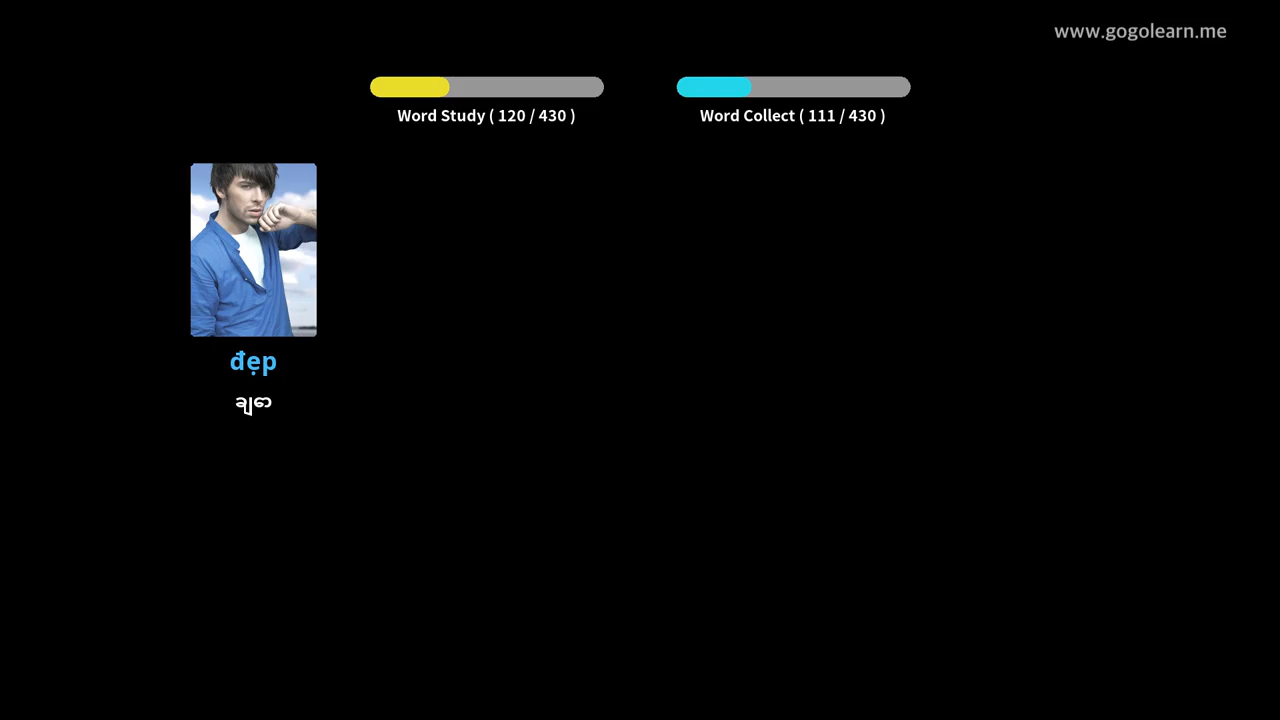 www.gogolearn.me
Word Study ( 120 / 430 )
Word Collect ( 111 / 430 )
đẹp
ချော